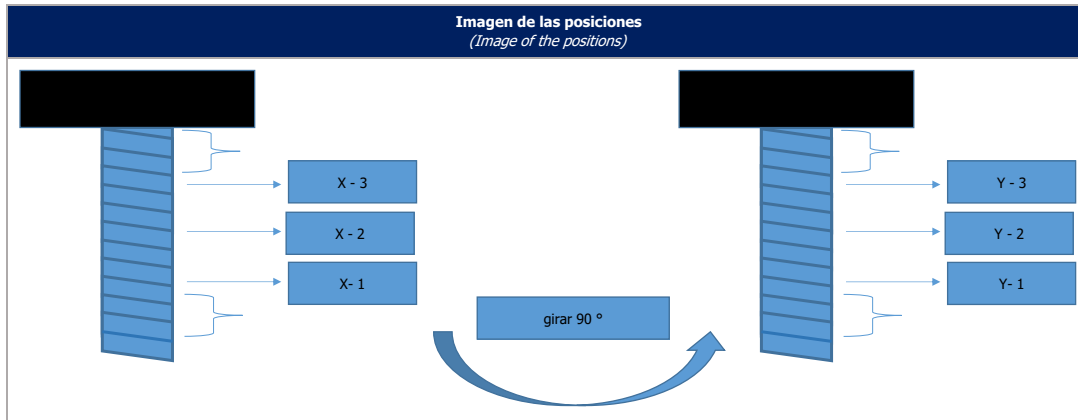 Imagen de las posiciones
(Image of the positions)
X - 3
X - 2
X- 1
girar 90 °
Y - 3
Y - 2
Y- 1